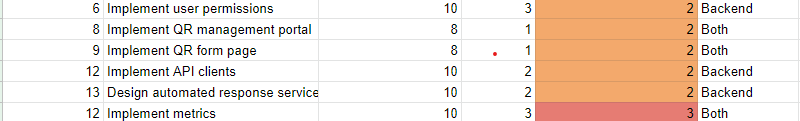 6 Implement user permissions 10 3 2 Backend
8 Implement QR management portal 8 1 2 Both
9 Implement QR form page 8 1 2 Both
12 Implement API clients 10 2 2 Backend
13 Design automated response service 10 2 2 Backend
12 Implement metrics 10 3 3 Both